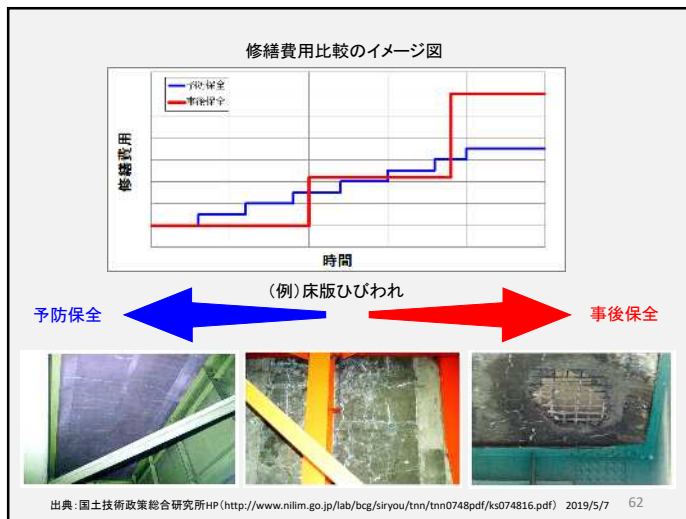 修繕費用比較のイメージ図
予防保全
事後保全
修繕費用
時間
(例)床版ひびわれ
予防保全
事後保全
出典:国土技術政策総合研究所HP(http://www.nilim.go.jp/lab/bcg/siryou/tnn/tnn0748pdf/ks074816.pdf) 2019/5/7
62